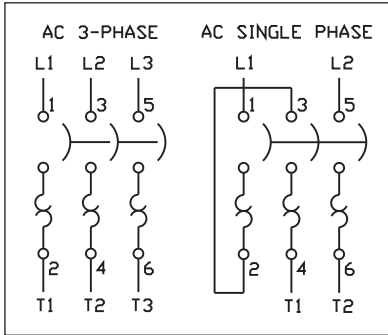 AC 3-PHASE AC SINGLE PHASE
L1 L2 L3 L1 L2
1 3 5 1 3 5
2 4 6 2 4 6
T1 T2 T3 T1 T2